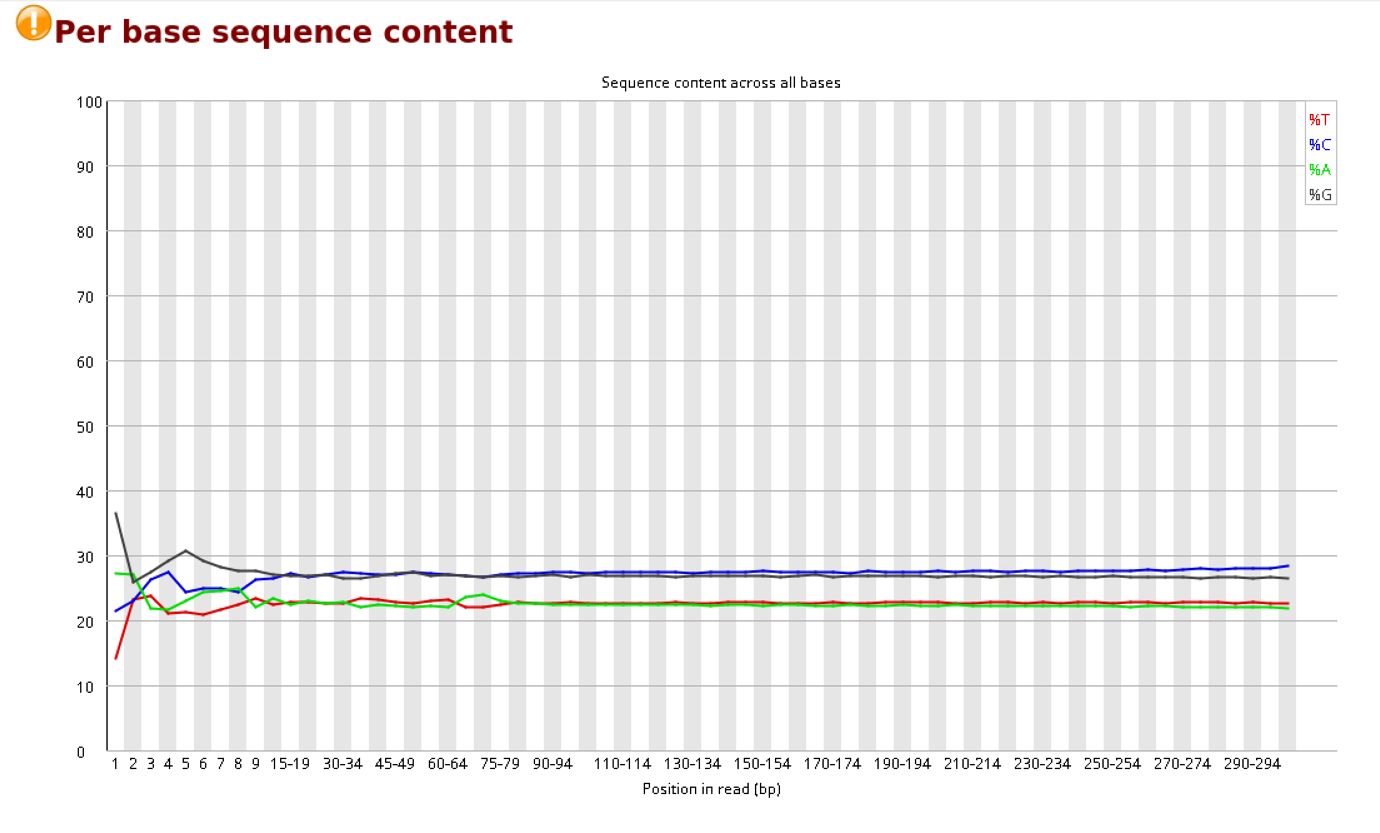 Per base sequence content
Sequence content across all bases
%T
%C
%A
%G
100
90
80
70
60
50
40
30
20
10
0
1 2 3 4 5 6 7 8 9 15-19 30-34 45-49 60-64 75-79 90-94 110-114 130-134 150-154 170-174 190-194 210-214 230-234 250-254 270-274 290-294
Position in read (bp)